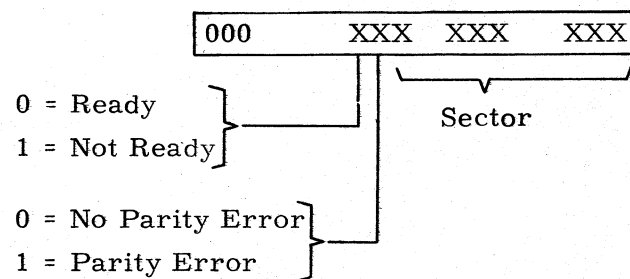 000 XXX XXX XXX
0 = Ready
1 = Not Ready
Sector
0 = No Parity Error
1 = Parity Error